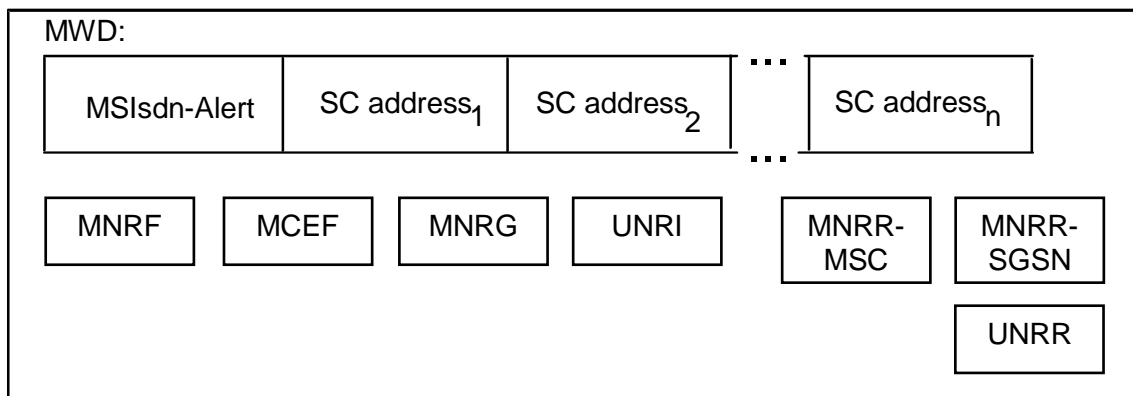 MWD:
MSIsdn-Alert SC address1 SC address2 ... SC addressn
...
MNRF MCEF MNRG UNRI MNRR-MSC MNRR-SGSN
UNRR